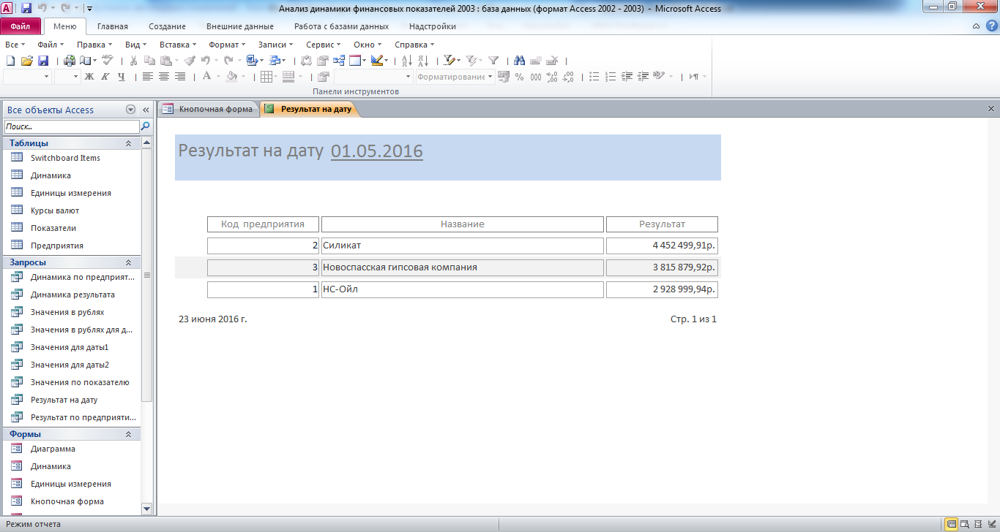 Анализ динамики финансовых показателей 2003 : база данных (формат Access 2002 - 2003) - Microsoft Access
Файл Меню Главная Создание Внешние данные Работа с базами данных Надстройки
Все Файл Правка Вид Вставка Формат Записи Сервис Окно Справка
Ж К Ч Форматирование % 000
Панели инструментов
Все объекты Access
Поиск...
Таблицы
Switchboard Items
Динамика
Единицы измерения
Курсы валют
Показатели
Предприятия
Запросы
Динамика по предприят...
Динамика результата
Значения в рублях
Значения в рублях для д...
Значения для даты1
Значения для даты2
Значения по показателю
Результат на дату
Результат по предприяти...
Формы
Диаграмма
Динамика
Единицы измерения
Кнопочная форма
Кнопочная форма Результат на дату
Результат на дату 01.05.2016
Код предприятия Название Результат
2 Силикат 4 452 499,91р.
3 Новоспасская гипсовая компания 3 815 879,92р.
1 НС-Ойл 2 928 999,94р.
23 июня 2016 г. Стр. 1 из 1
Режим отчета